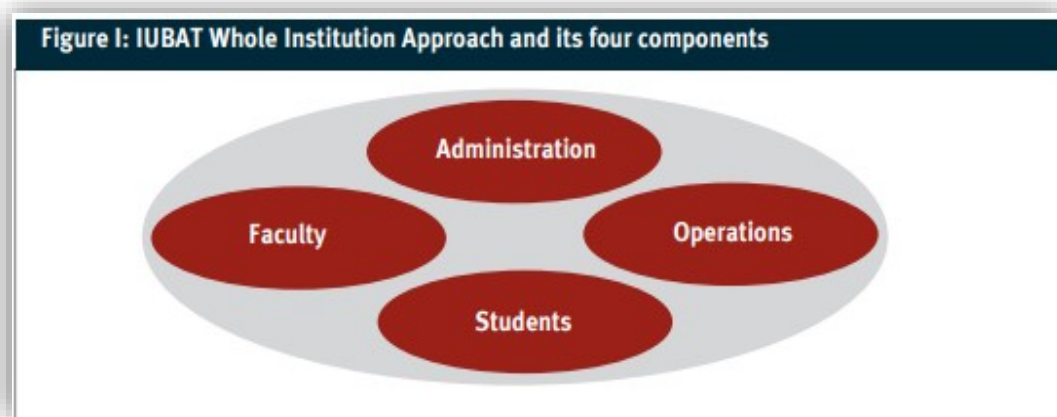 Figure I: IUBAT Whole Institution Approach and its four components
Administration
Faculty
Operations
Students